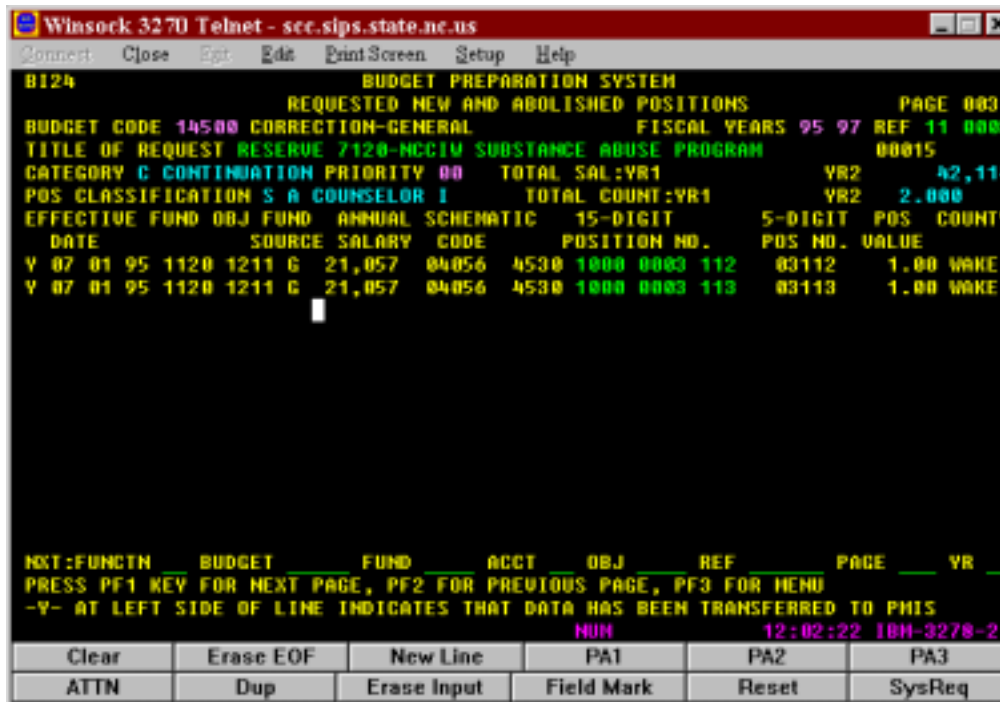 Winsock 3270 Telnet - scc.sips.state.nc.us
Connect Close Exit Edit Print Screen Setup Help
BI24 BUDGET PREPARATION SYSTEM
REQUESTED NEW AND ABOLISHED POSITIONS PAGE 003
BUDGET CODE 14500 CORRECTION-GENERAL FISCAL YEARS 95 97 REF 11 000
TITLE OF REQUEST RESERVE 7120-NCCIW SUBSTANCE ABUSE PROGRAM 00015
CATEGORY C CONTINUATION PRIORITY 00 TOTAL SAL:YR1 YR2 42,11
POS CLASSIFICATION S A COUNSELOR I TOTAL COUNT:YR1 YR2 2.000
EFFECTIVE FUND OBJ FUND ANNUAL SCHEMATIC 15-DIGIT 5-DIGIT POS COUNT
DATE SOURCE SALARY CODE POSITION NO. POS NO. VALUE
Y 07 01 95 1120 1211 G 21,057 04056 4530 1000 0003 112 03112 1.00 WAKE
Y 07 01 95 1120 1211 G 21,057 04056 4530 1000 0003 113 03113 1.00 WAKE
NXT:FUNCTN __ BUDGET _____ FUND ____ ACCT __ OBJ ____ REF ______ PAGE ___ YR _
PRESS PF1 KEY FOR NEXT PAGE, PF2 FOR PREVIOUS PAGE, PF3 FOR MENU
-Y- AT LEFT SIDE OF LINE INDICATES THAT DATA HAS BEEN TRANSFERRED TO PMIS
NUM 12:02:22 IBM-3278-2
Clear Erase EOF New Line PA1 PA2 PA3
ATTN Dup Erase Input Field Mark Reset SysReq